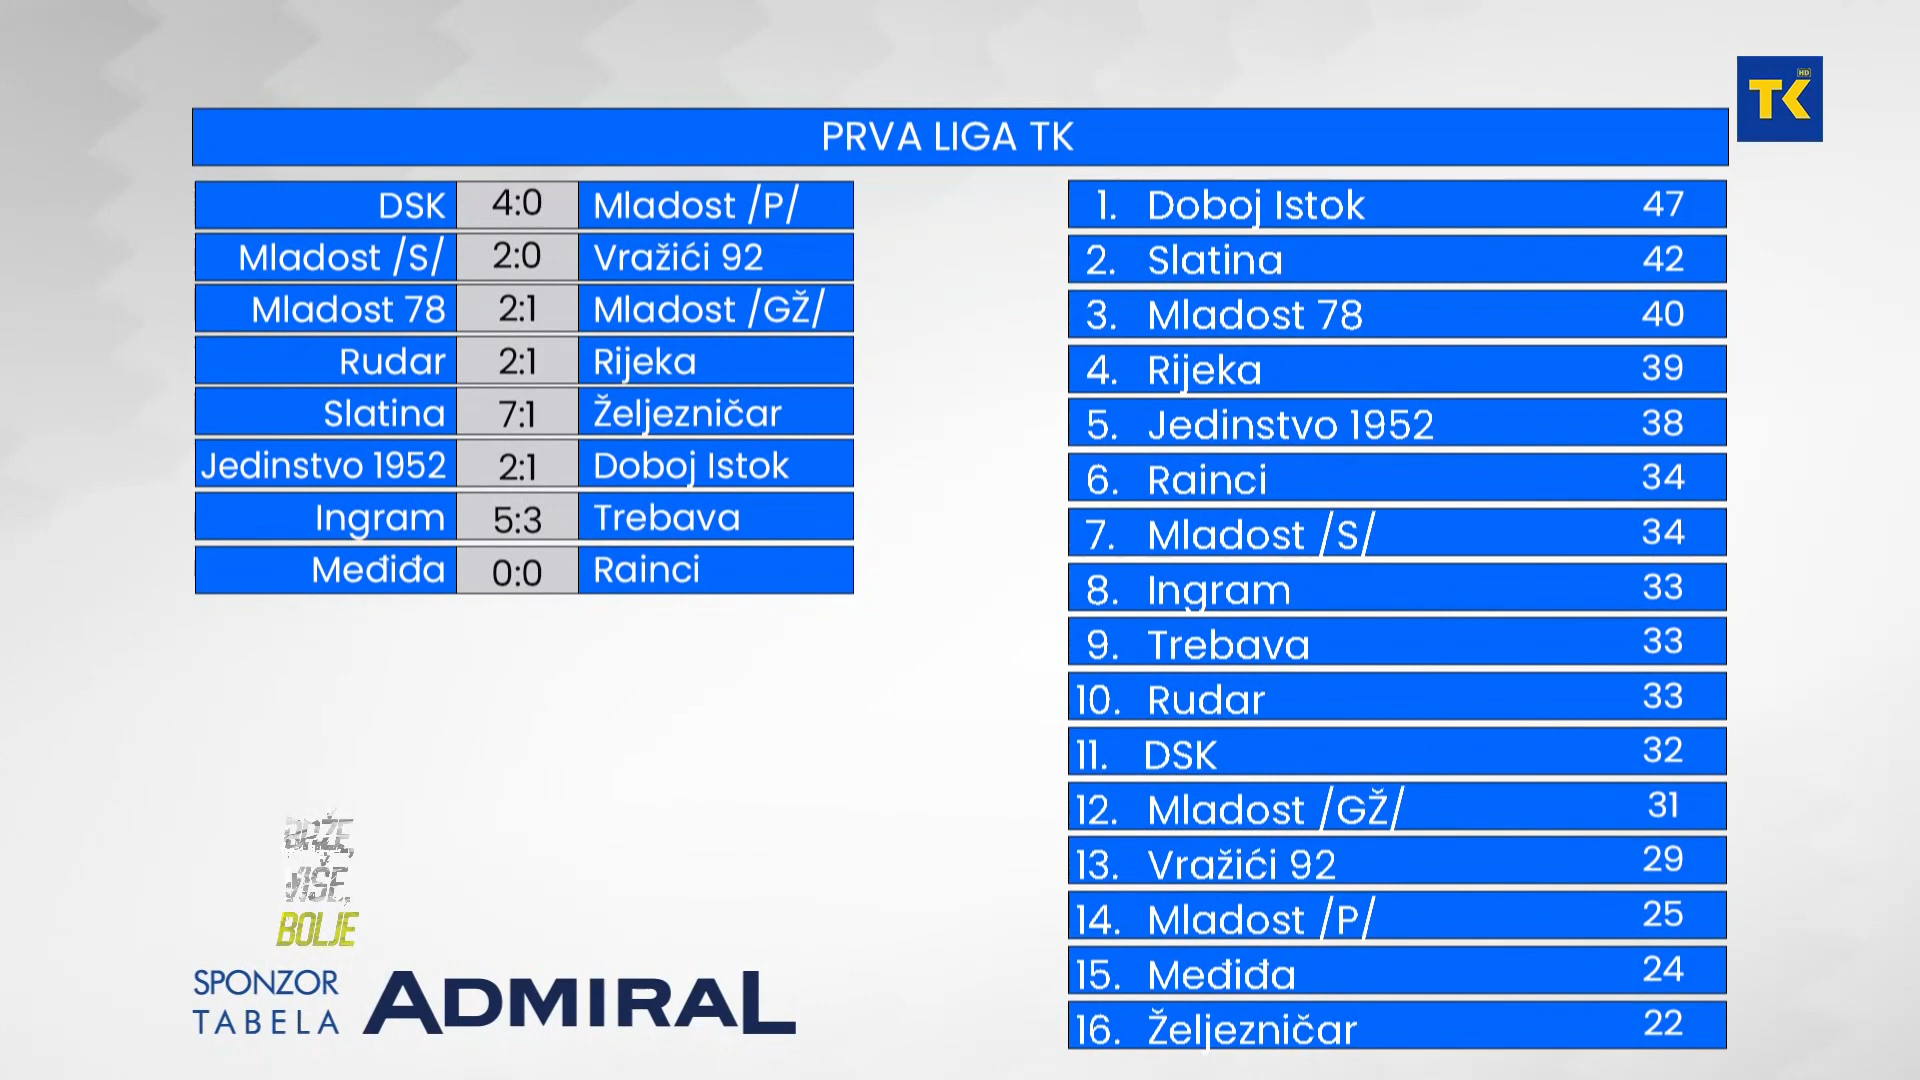 HD
TK
PRVA LIGA TK
DSK 4:0 Mladost /P/
Mladost /S/ 2:0 Vražići 92
Mladost 78 2:1 Mladost /GŽ/
Rudar 2:1 Rijeka
Slatina 7:1 Željezničar
Jedinstvo 1952 2:1 Doboj Istok
Ingram 5:3 Trebava
Međiđa 0:0 Rainci
1. Doboj Istok 47
2. Slatina 42
3. Mladost 78 40
4. Rijeka 39
5. Jedinstvo 1952 38
6. Rainci 34
7. Mladost /S/ 34
8. Ingram 33
9. Trebava 33
10. Rudar 33
11. DSK 32
12. Mladost /GŽ/ 31
13. Vražići 92 29
14. Mladost /P/ 25
15. Međiđa 24
16. Željezničar 22
BRŽE,
VIŠE,
BOLJE
SPONZOR
TABELA
ADMIRAL